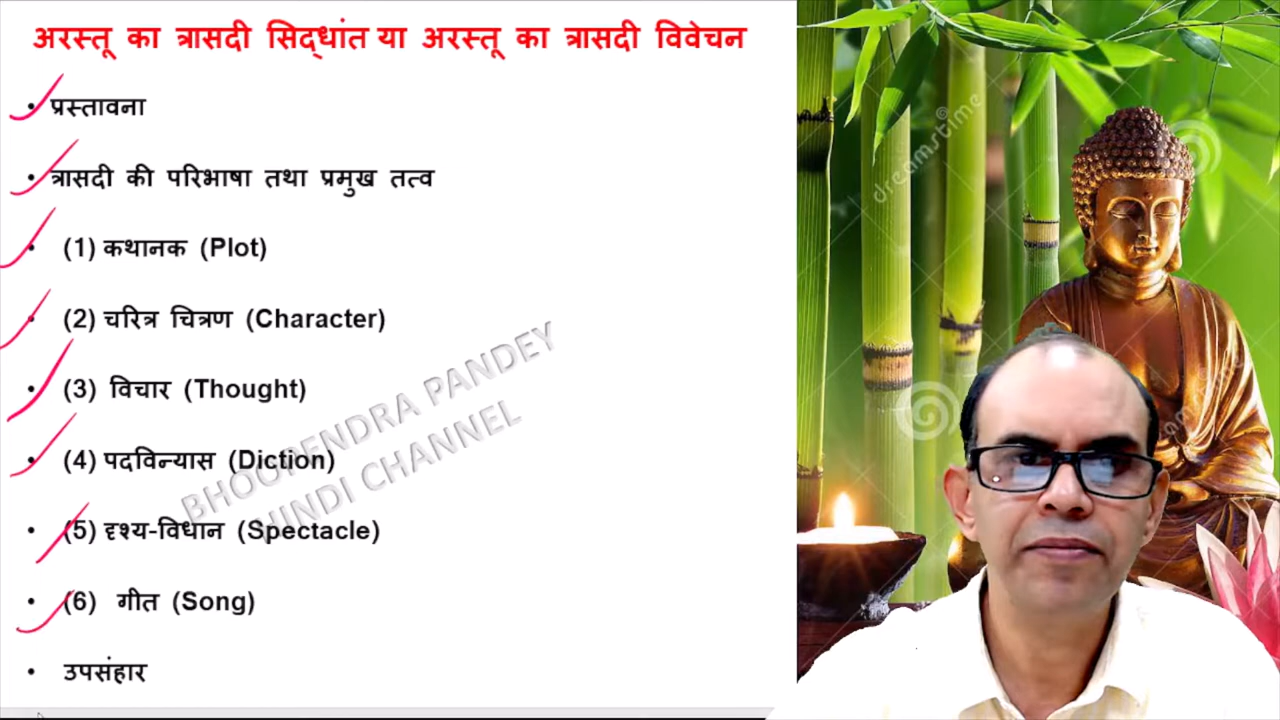 अरस्तू का त्रासदी सिद्धांत या अरस्तू का त्रासदी विवेचन
• प्रस्तावना
• त्रासदी की परिभाषा तथा प्रमुख तत्व
• (1) कथानक (Plot)
• (2) चरित्र चित्रण (Character)
• (3) विचार (Thought)
• (4) पदविन्यास (Diction)
• (5) दृश्य-विधान (Spectacle)
• (6) गीत (Song)
• उपसंहार
BHOOPENDRA PANDEY
HINDI CHANNEL
dreamstime